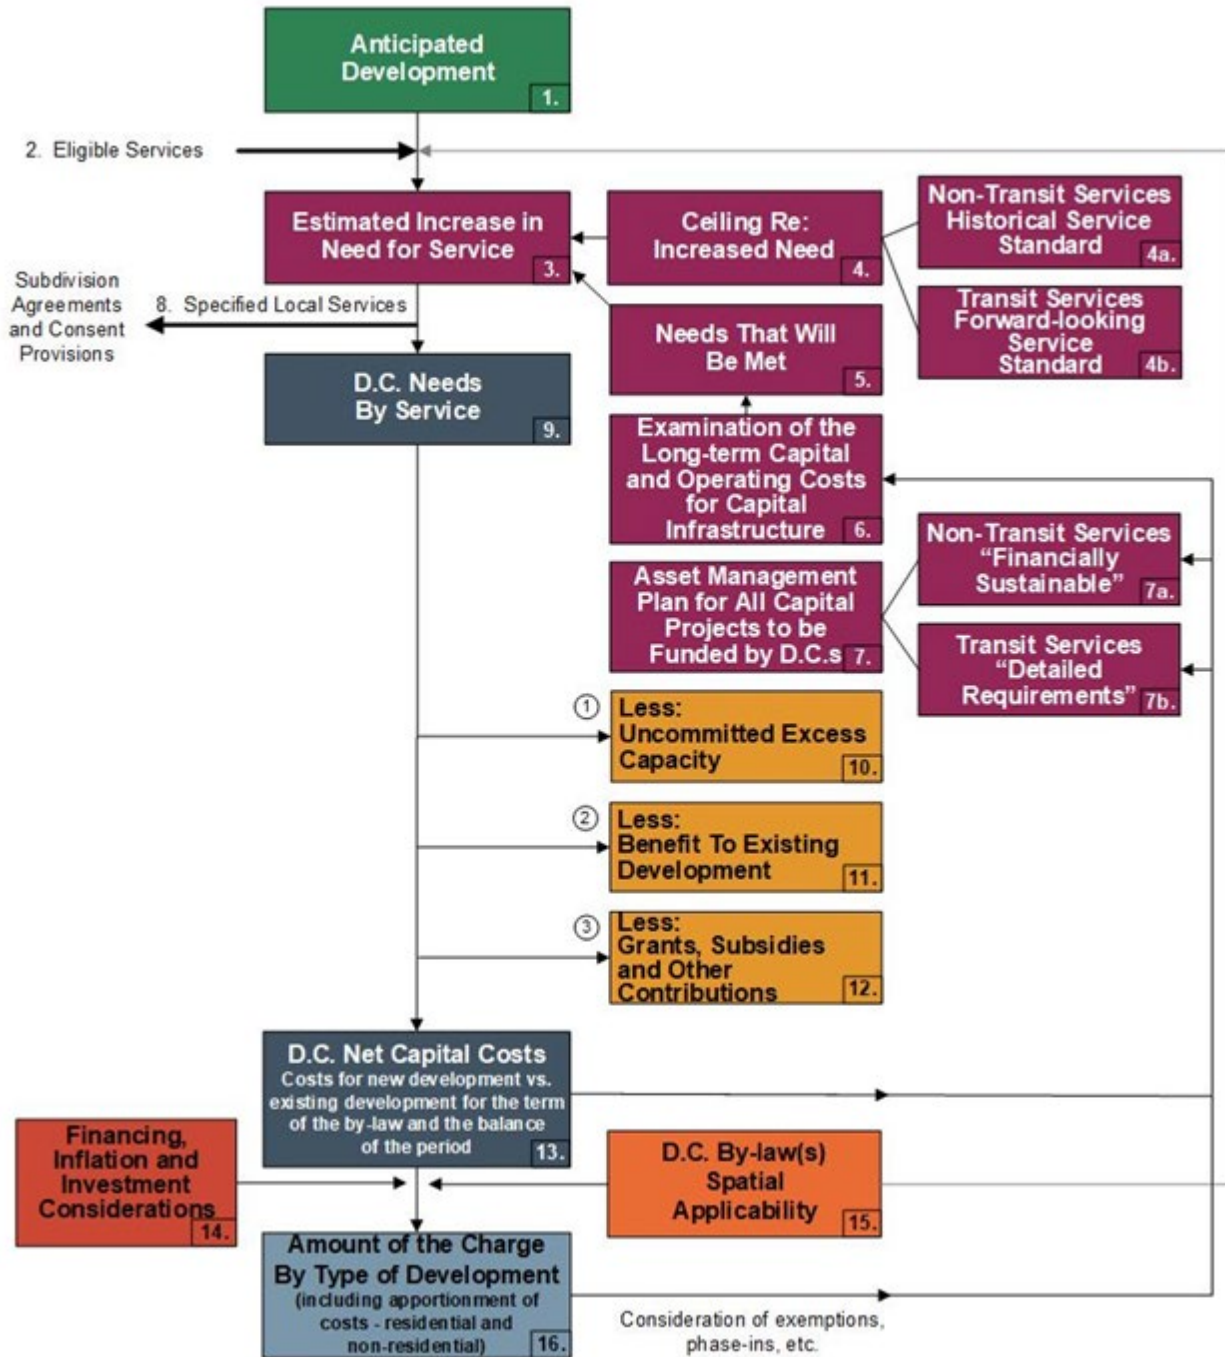 Anticipated
Development
1.
2. Eligible Services
Estimated Increase in
Need for Service
3.
Ceiling Re:
Increased Need
4.
Non-Transit Services
Historical Service
Standard
4a.
Transit Services
Forward-looking
Service
Standard
4b.
Subdivision
Agreements
and Consent
Provisions
8. Specified Local Services
Needs That Will
Be Met
5.
D.C. Needs
By Service
9.
Examination of the
Long-term Capital
and Operating Costs
for Capital
Infrastructure
6.
Asset Management
Plan for All Capital
Projects to be
Funded by D.C.s
7.
Non-Transit Services
“Financially
Sustainable”
7a.
Transit Services
“Detailed
Requirements”
7b.
1
Less:
Uncommitted Excess
Capacity
10.
2
Less:
Benefit To Existing
Development
11.
3
Less:
Grants, Subsidies
and Other
Contributions
12.
D.C. Net Capital Costs
Costs for new development vs.
existing development for the term
of the by-law and the balance
of the period
13.
Financing,
Inflation and
Investment
Considerations
14.
D.C. By-law(s)
Spatial
Applicability
15.
Amount of the Charge
By Type of Development
(including apportionment of
costs - residential and
non-residential)
16.
Consideration of exemptions,
phase-ins, etc.